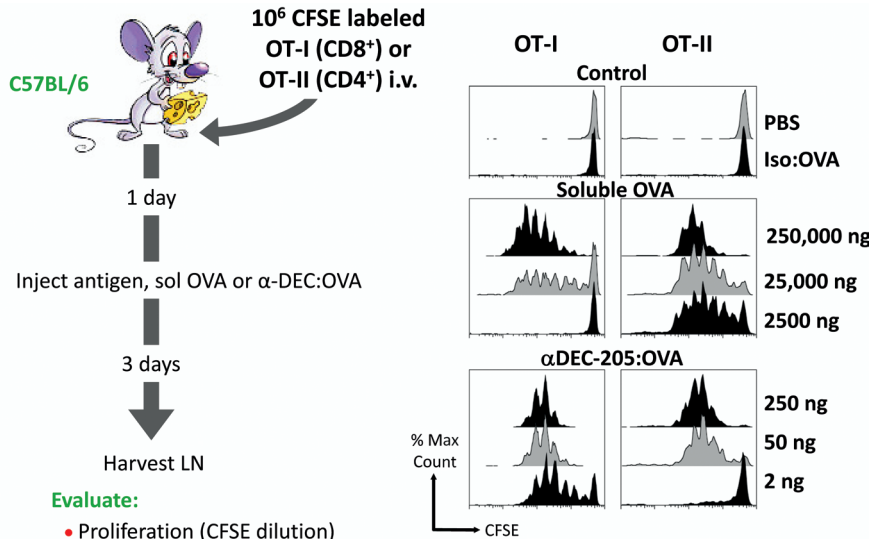 C57BL/6
10⁶ CFSE labeled
OT-I (CD8⁺) or
OT-II (CD4⁺) i.v.
1 day
Inject antigen, sol OVA or α-DEC:OVA
3 days
Harvest LN
Evaluate:
• Proliferation (CFSE dilution)
OT-I OT-II
Control
PBS
Iso:OVA
Soluble OVA
250,000 ng
25,000 ng
2500 ng
αDEC-205:OVA
250 ng
50 ng
2 ng
% Max
Count
CFSE